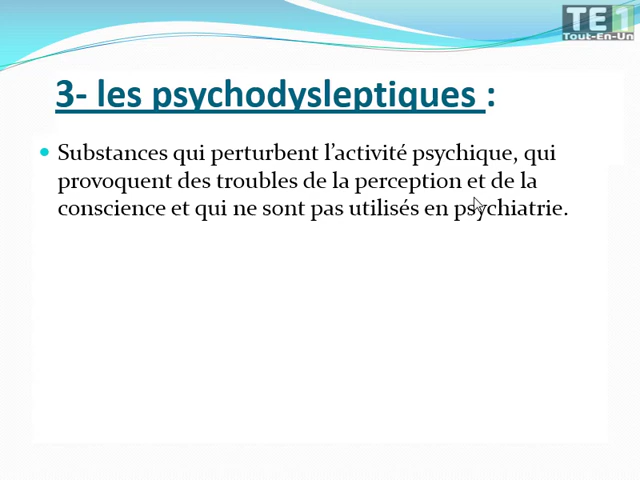 TE1
Tout-En-Un
3- les psychodysleptiques :
• Substances qui perturbent l’activité psychique, qui
provoquent des troubles de la perception et de la
conscience et qui ne sont pas utilisés en psychiatrie.